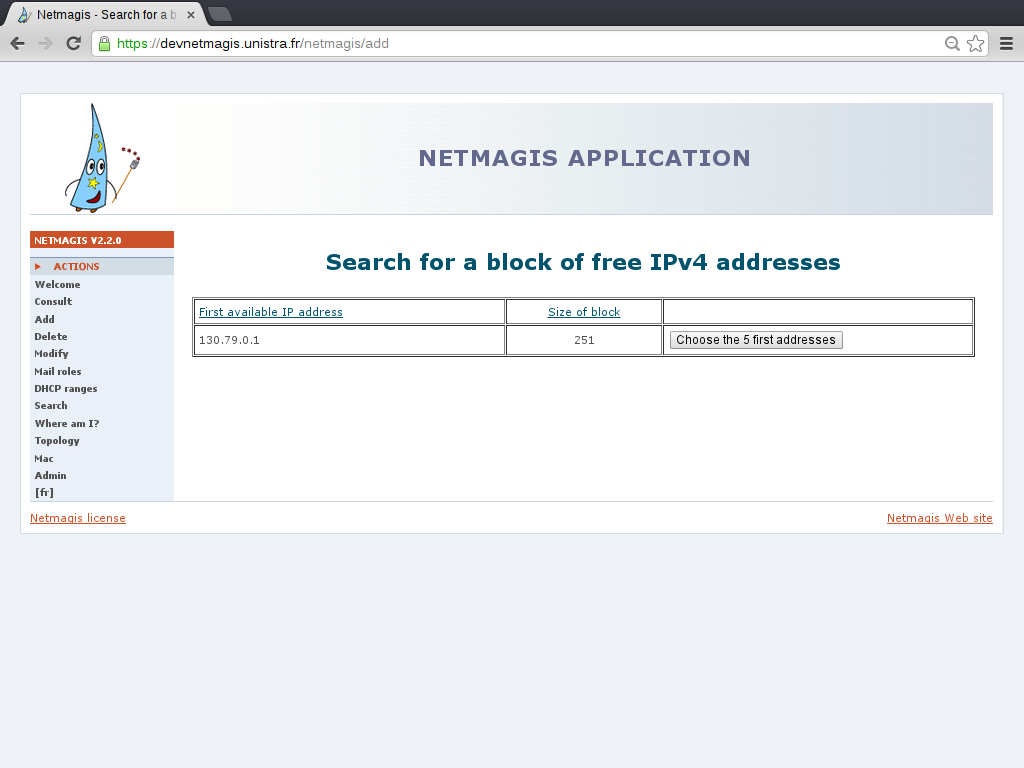 Netmagis - Search for a b
https://devnetmagis.unistra.fr/netmagis/add
NETMAGIS APPLICATION
NETMAGIS V2.2.0
ACTIONS
Welcome
Consult
Add
Delete
Modify
Mail roles
DHCP ranges
Search
Where am I?
Topology
Mac
Admin
[fr]
Search for a block of free IPv4 addresses
First available IP address Size of block
130.79.0.1 251 Choose the 5 first addresses
Netmagis license Netmagis Web site